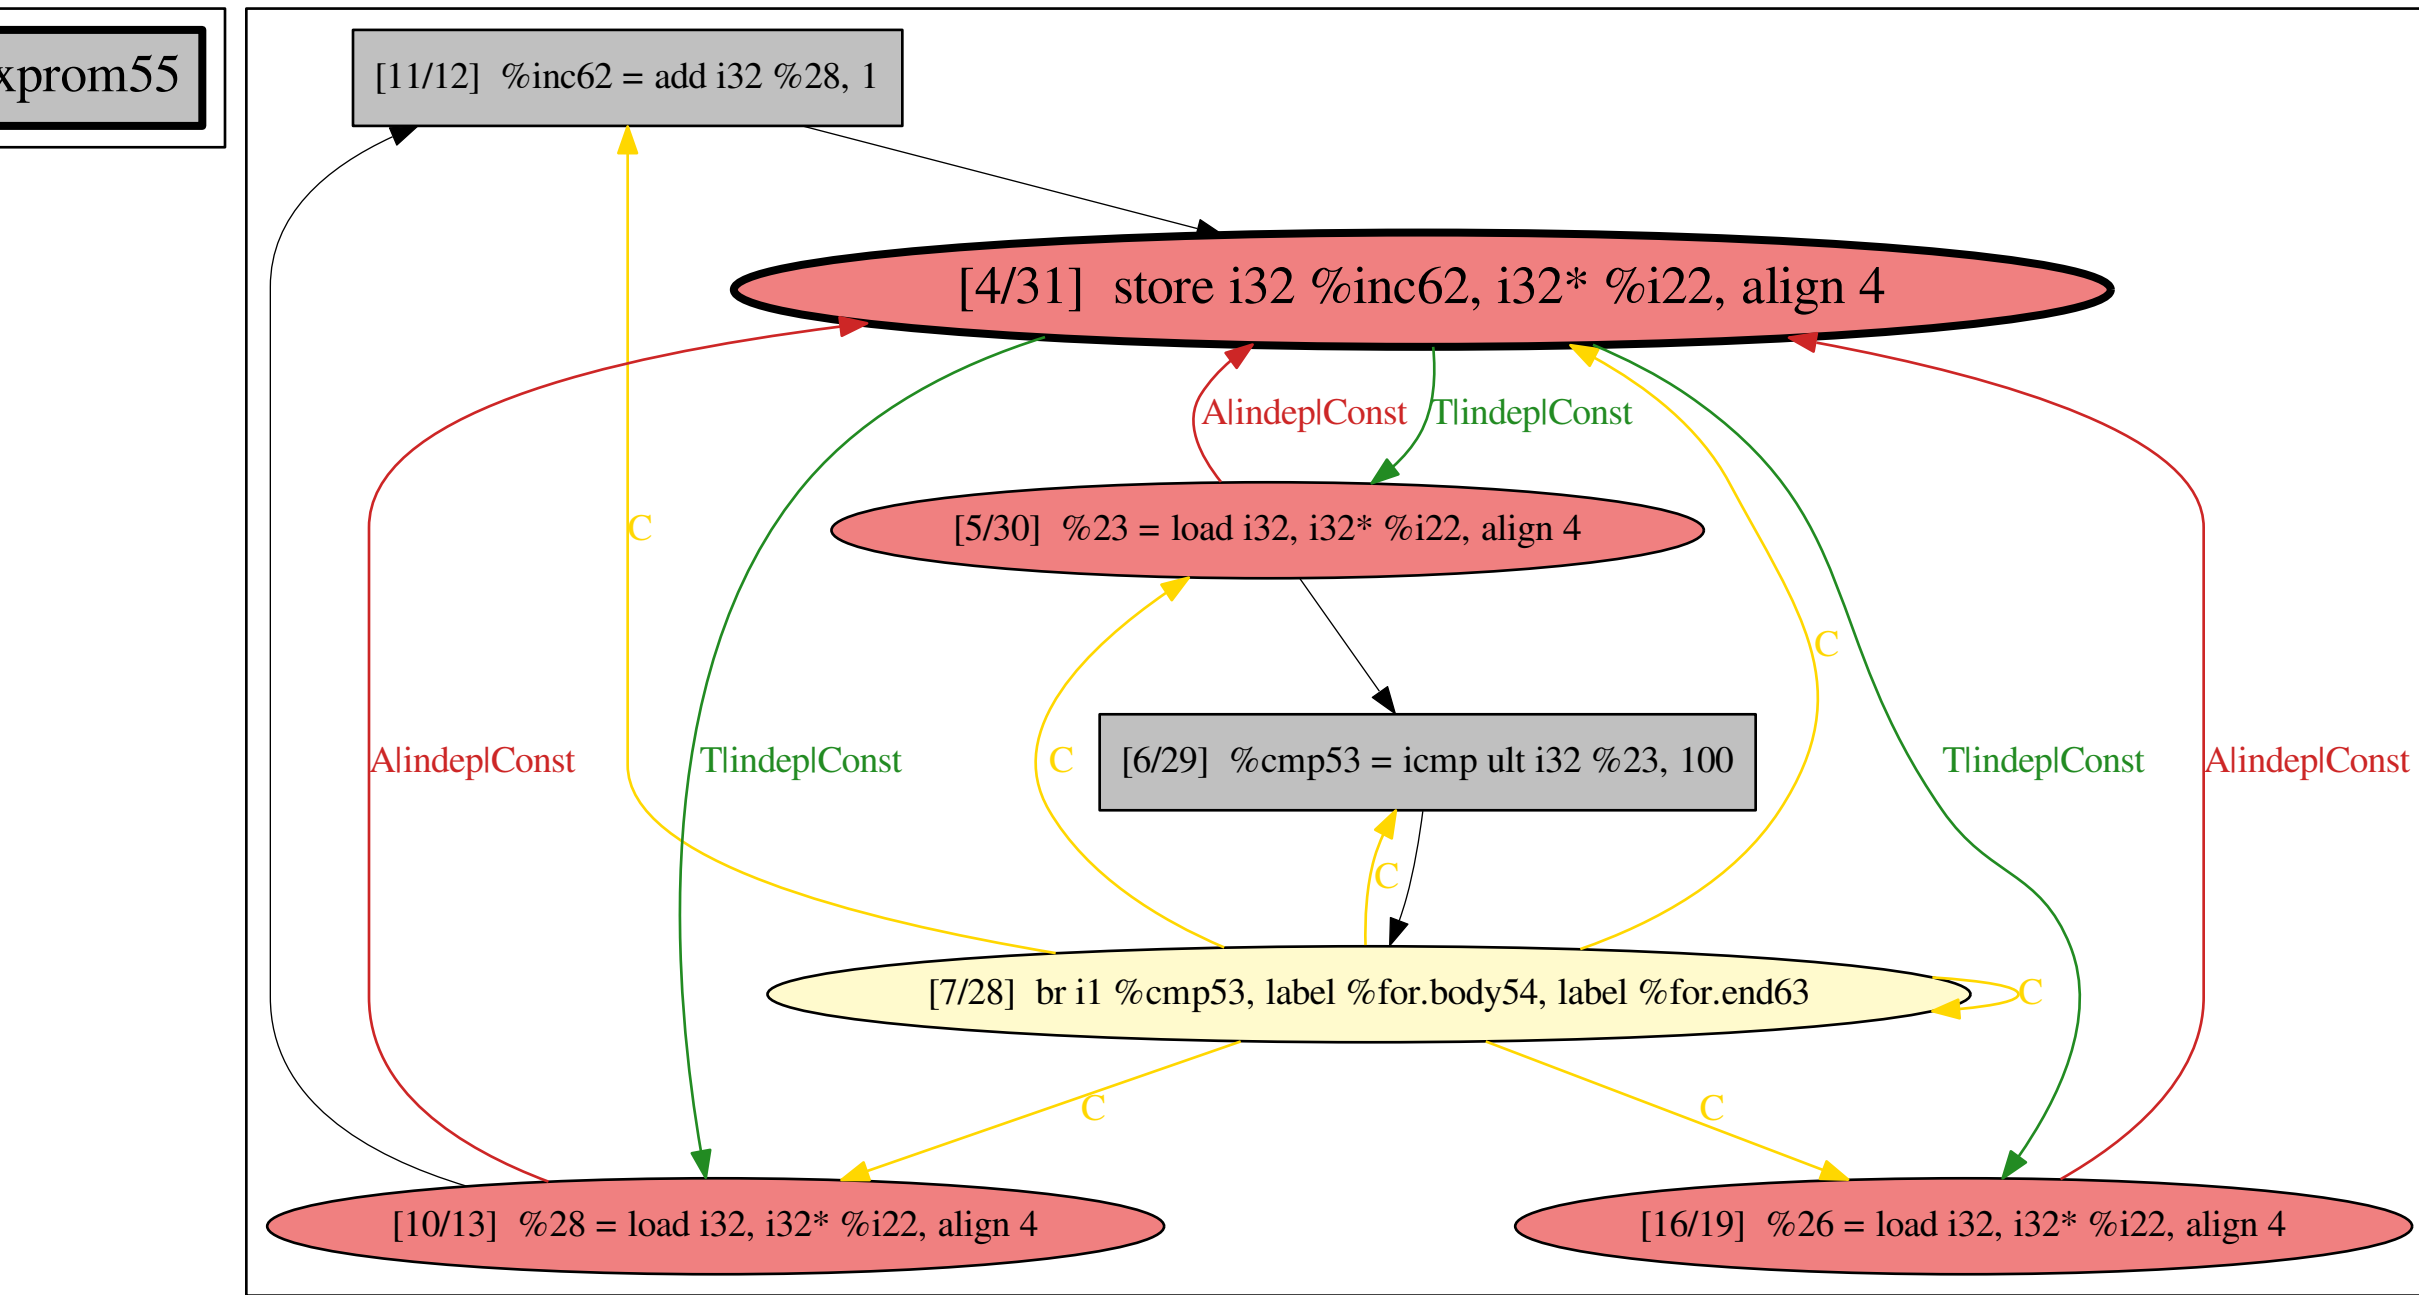 xprom55
[11/12]  %inc62 = add i32 %28, 1
[4/31]  store i32 %inc62, i32* %i22, align 4
A|indep|Const
T|indep|Const
[5/30]  %23 = load i32, i32* %i22, align 4
C
C
A|indep|Const
T|indep|Const
C
[6/29]  %cmp53 = icmp ult i32 %23, 100
T|indep|Const
A|indep|Const
C
[7/28]  br i1 %cmp53, label %for.body54, label %for.end63
C
C
C
[10/13]  %28 = load i32, i32* %i22, align 4
[16/19]  %26 = load i32, i32* %i22, align 4